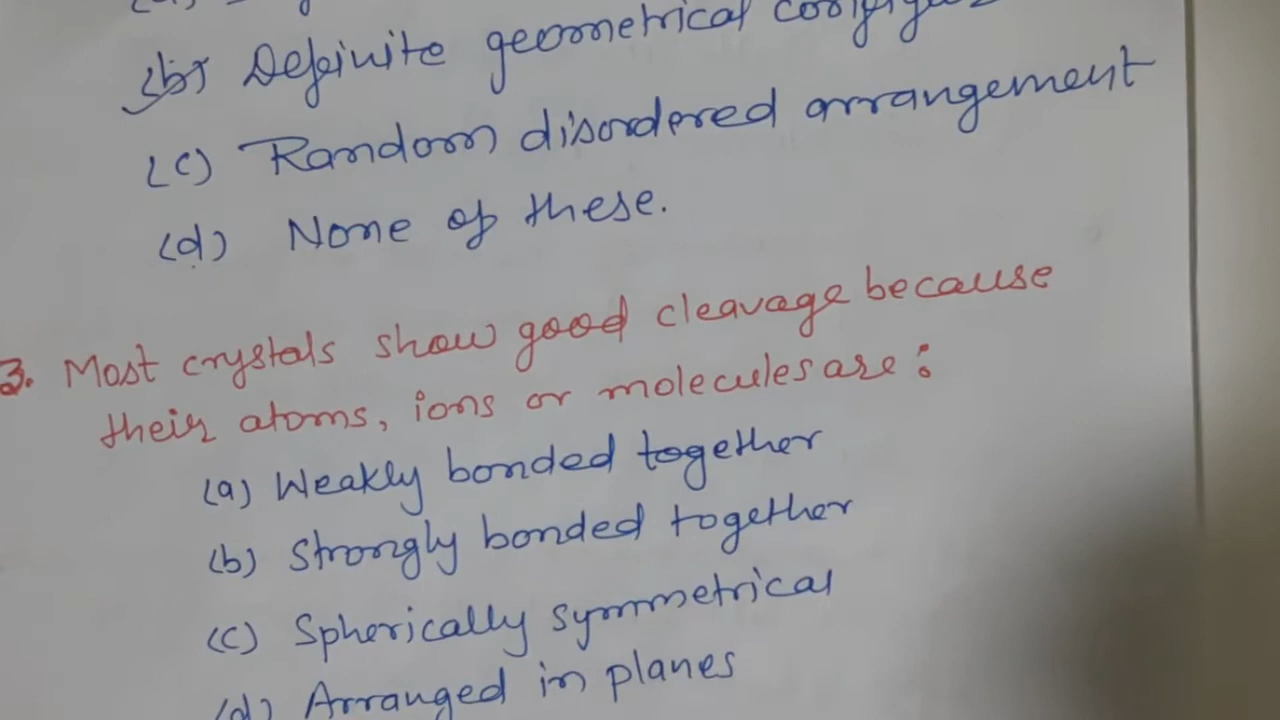 (b) Definite geometrical
(c) Random disordered arrangement
(d) None of these.
3. Most crystals show good cleavage because
their atoms, ions or molecules are :
(a) Weakly bonded together
(b) Strongly bonded together
(c) Spherically symmetrical
(d) Arranged in planes